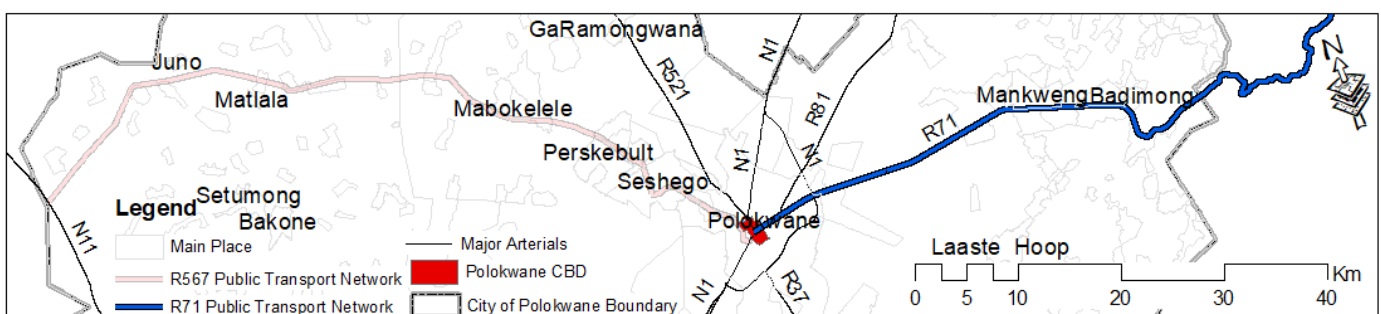 GaRamongwana
N1
N
Juno
R521
Matlala
R81
Mankweng
Badimong
Mabokelele
R71
Perskebult
N1
N1
Seshego
Setumong
Legend
Polokwane
Bakone
N11
Main Place
Major Arterials
Laaste Hoop
R567 Public Transport Network
Polokwane CBD
Km
R71 Public Transport Network
N1
City of Polokwane Boundary
R37
0 5 10 20 30 40